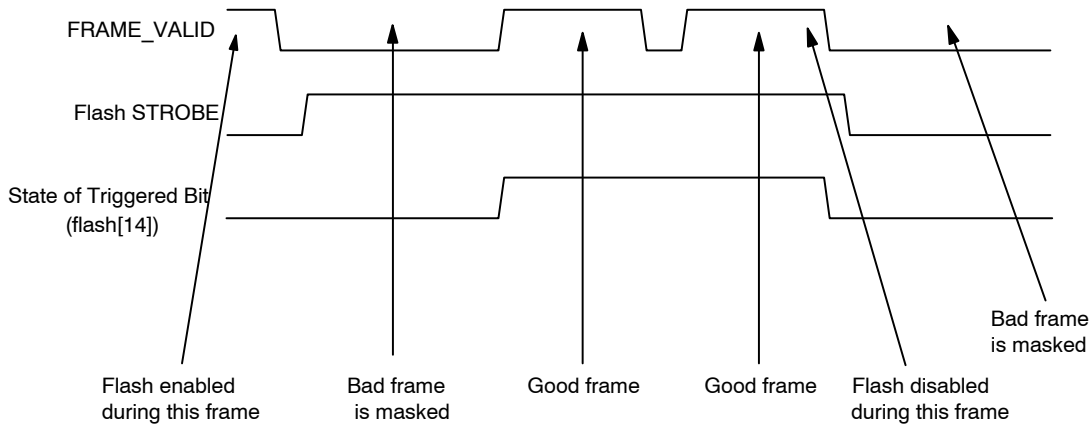 FRAME_VALID
Flash STROBE
State of Triggered Bit
(flash[14])
Bad frame
is masked
Flash enabled
during this frame
Bad frame
is masked
Good frame
Good frame
Flash disabled
during this frame